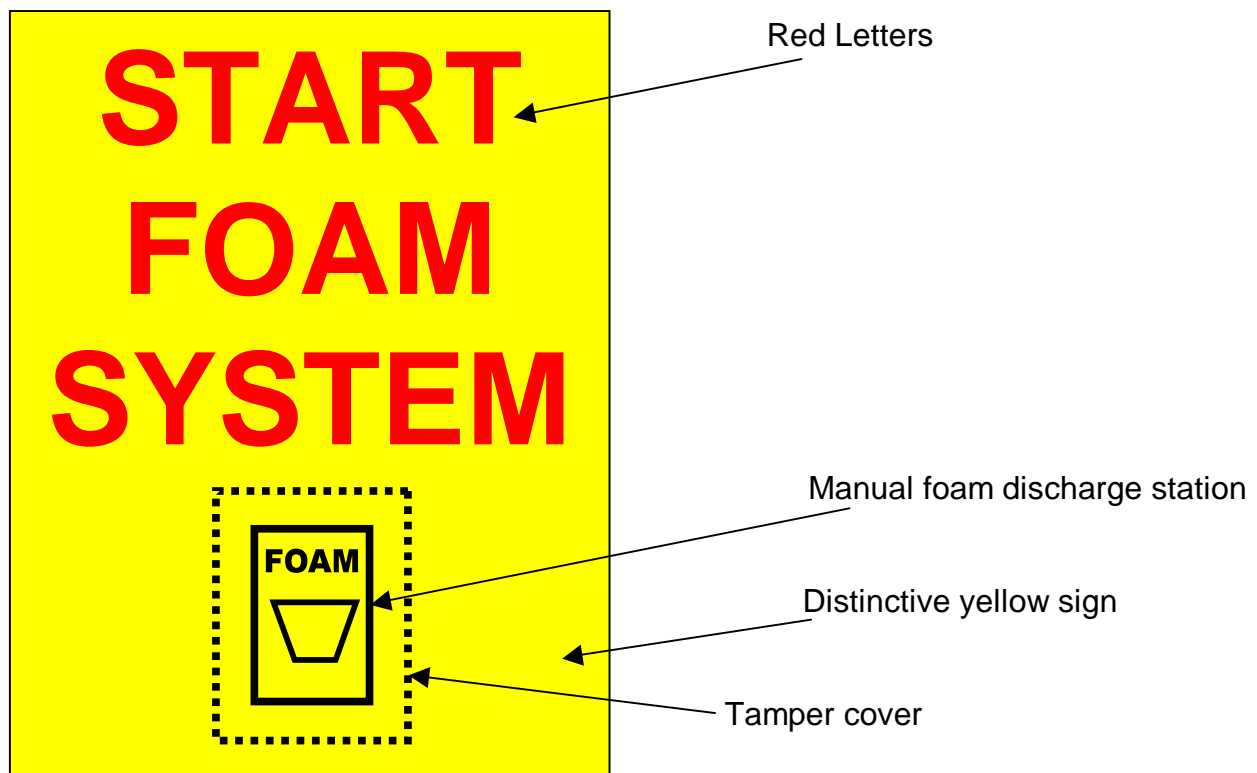 START
FOAM
SYSTEM
FOAM
Red Letters
Manual foam discharge station
Distinctive yellow sign
Tamper cover